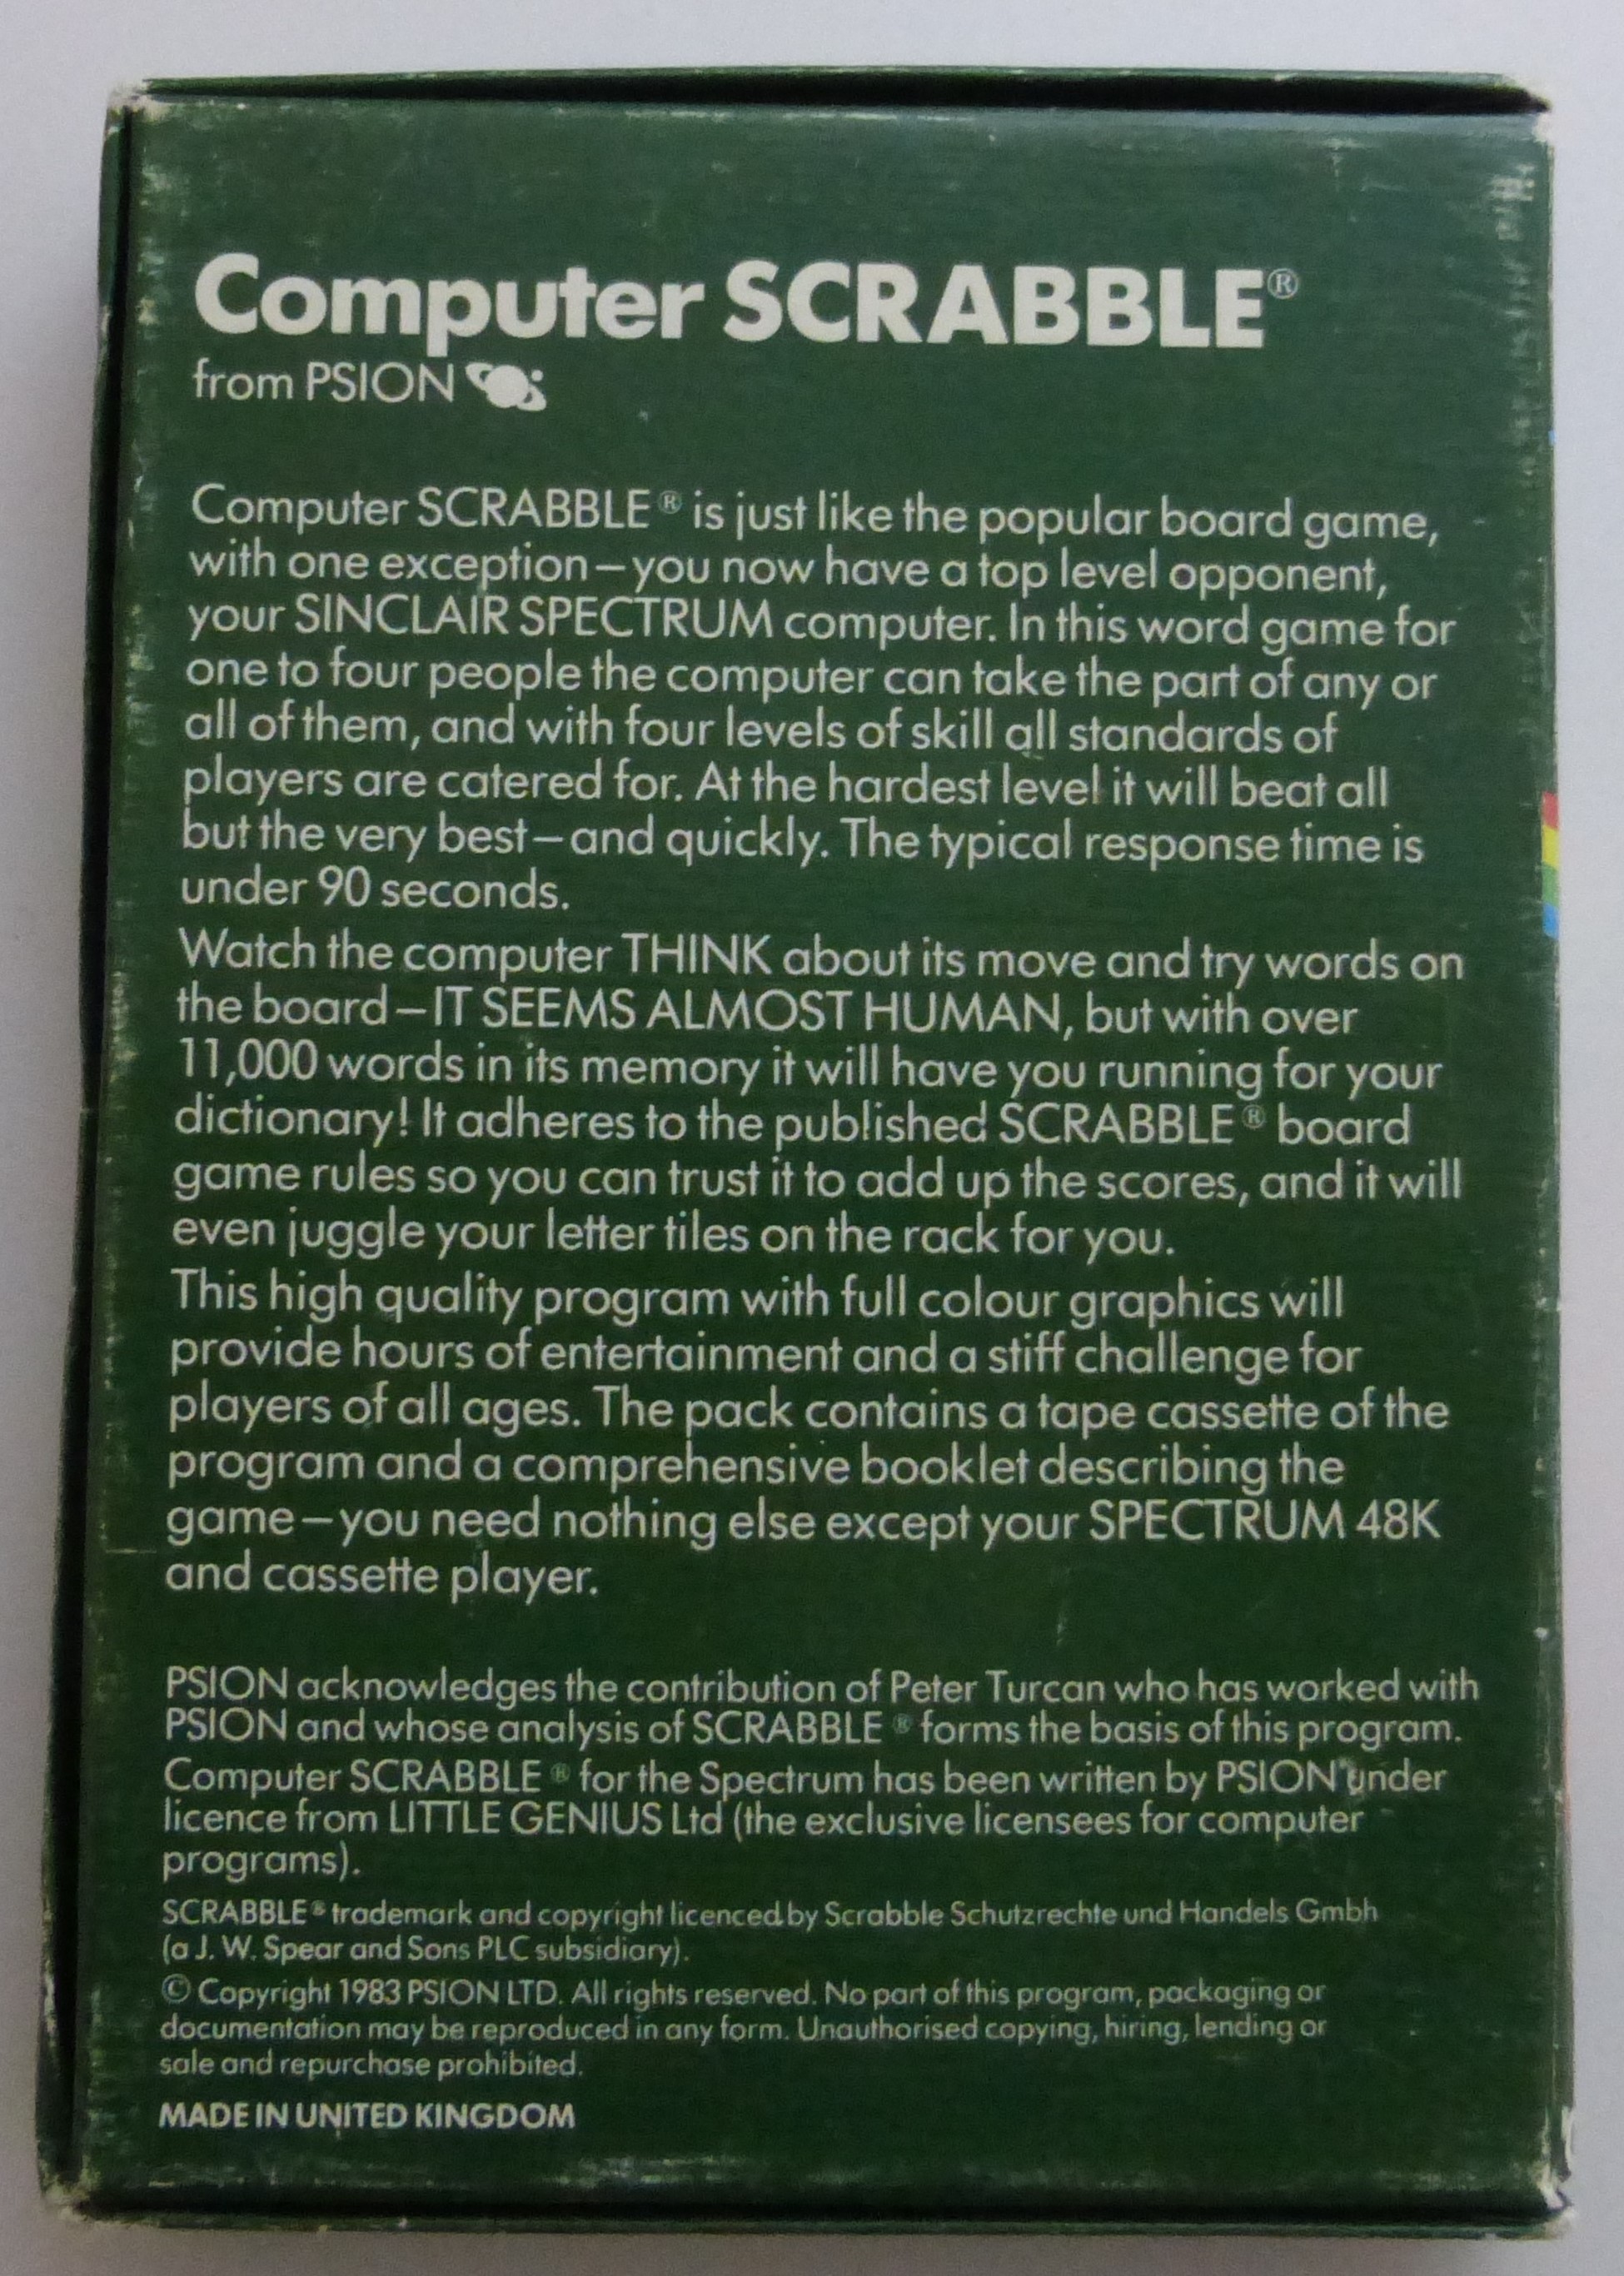 Computer SCRABBLE®
from PSION
Computer SCRABBLE® is just like the popular board game,
with one exception–you now have a top level opponent,
your SINCLAIR SPECTRUM computer. In this word game for
one to four people the computer can take the part of any or
all of them, and with four levels of skill all standards of
players are catered for. At the hardest level it will beat all
but the very best–and quickly. The typical response time is
under 90 seconds.
Watch the computer THINK about its move and try words on
the board–IT SEEMS ALMOST HUMAN, but with over
11,000 words in its memory it will have you running for your
dictionary! It adheres to the published SCRABBLE® board
game rules so you can trust it to add up the scores, and it will
even juggle your letter tiles on the rack for you.
This high quality program with full colour graphics will
provide hours of entertainment and a stiff challenge for
players of all ages. The pack contains a tape cassette of the
program and a comprehensive booklet describing the
game–you need nothing else except your SPECTRUM 48K
and cassette player.
PSION acknowledges the contribution of Peter Turcan who has worked with
PSION and whose analysis of SCRABBLE® forms the basis of this program.
Computer SCRABBLE® for the Spectrum has been written by PSION under
licence from LITTLE GENIUS Ltd (the exclusive licensees for computer
programs).
SCRABBLE® trademark and copyright licenced by Scrabble Schutzrechte und Handels Gmbh
(a J. W. Spear and Sons PLC subsidiary).
© Copyright 1983 PSION LTD. All rights reserved. No part of this program, packaging or
documentation may be reproduced in any form. Unauthorised copying, hiring, lending or
sale and repurchase prohibited.
MADE IN UNITED KINGDOM